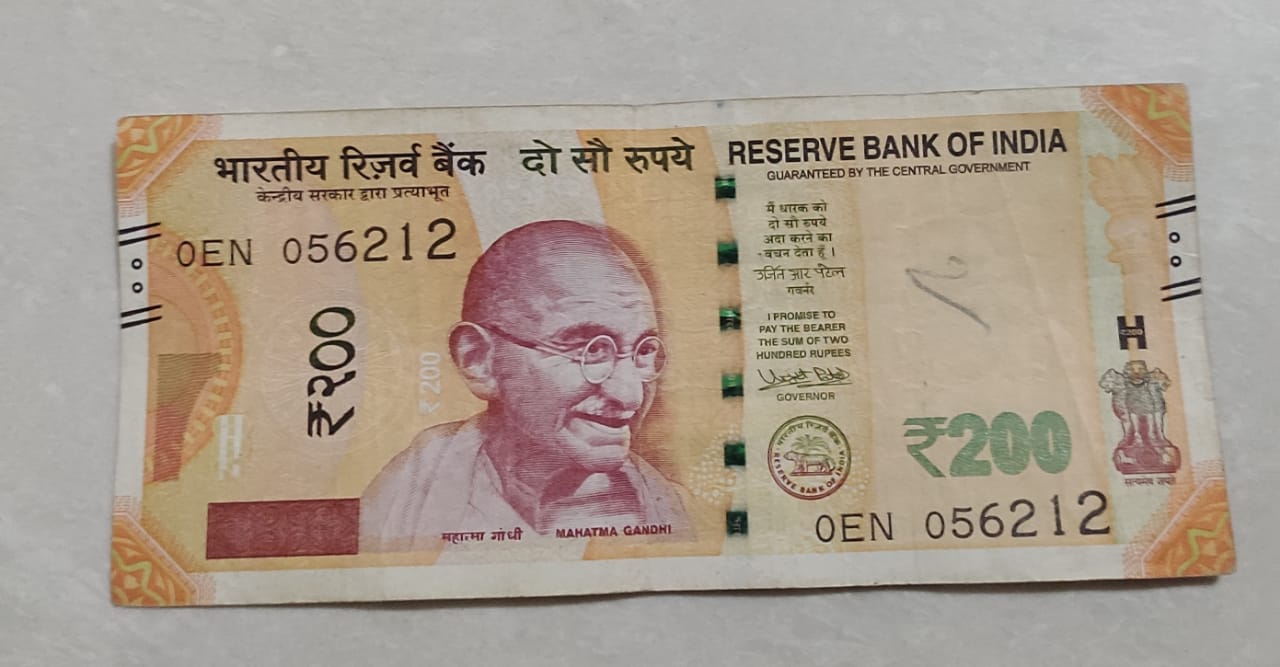 भारतीय रिज़र्व बैंक दो सौ रुपये
केन्द्रीय सरकार द्वारा प्रत्याभूत
RESERVE BANK OF INDIA
GUARANTEED BY THE CENTRAL GOVERNMENT
0EN 056212
₹२००
₹200
महात्मा गांधी MAHATMA GANDHI
मैं धारक को
दो सौ रुपये
अदा करने का
वचन देता हूँ ।
उर्जित आर पटेल
गवर्नर
I PROMISE TO
PAY THE BEARER
THE SUM OF TWO
HUNDRED RUPEES
GOVERNOR
भारतीय रिज़र्व बैंक
RESERVE BANK OF INDIA
₹200
₹200
सत्यमेव जयते
0EN 056212